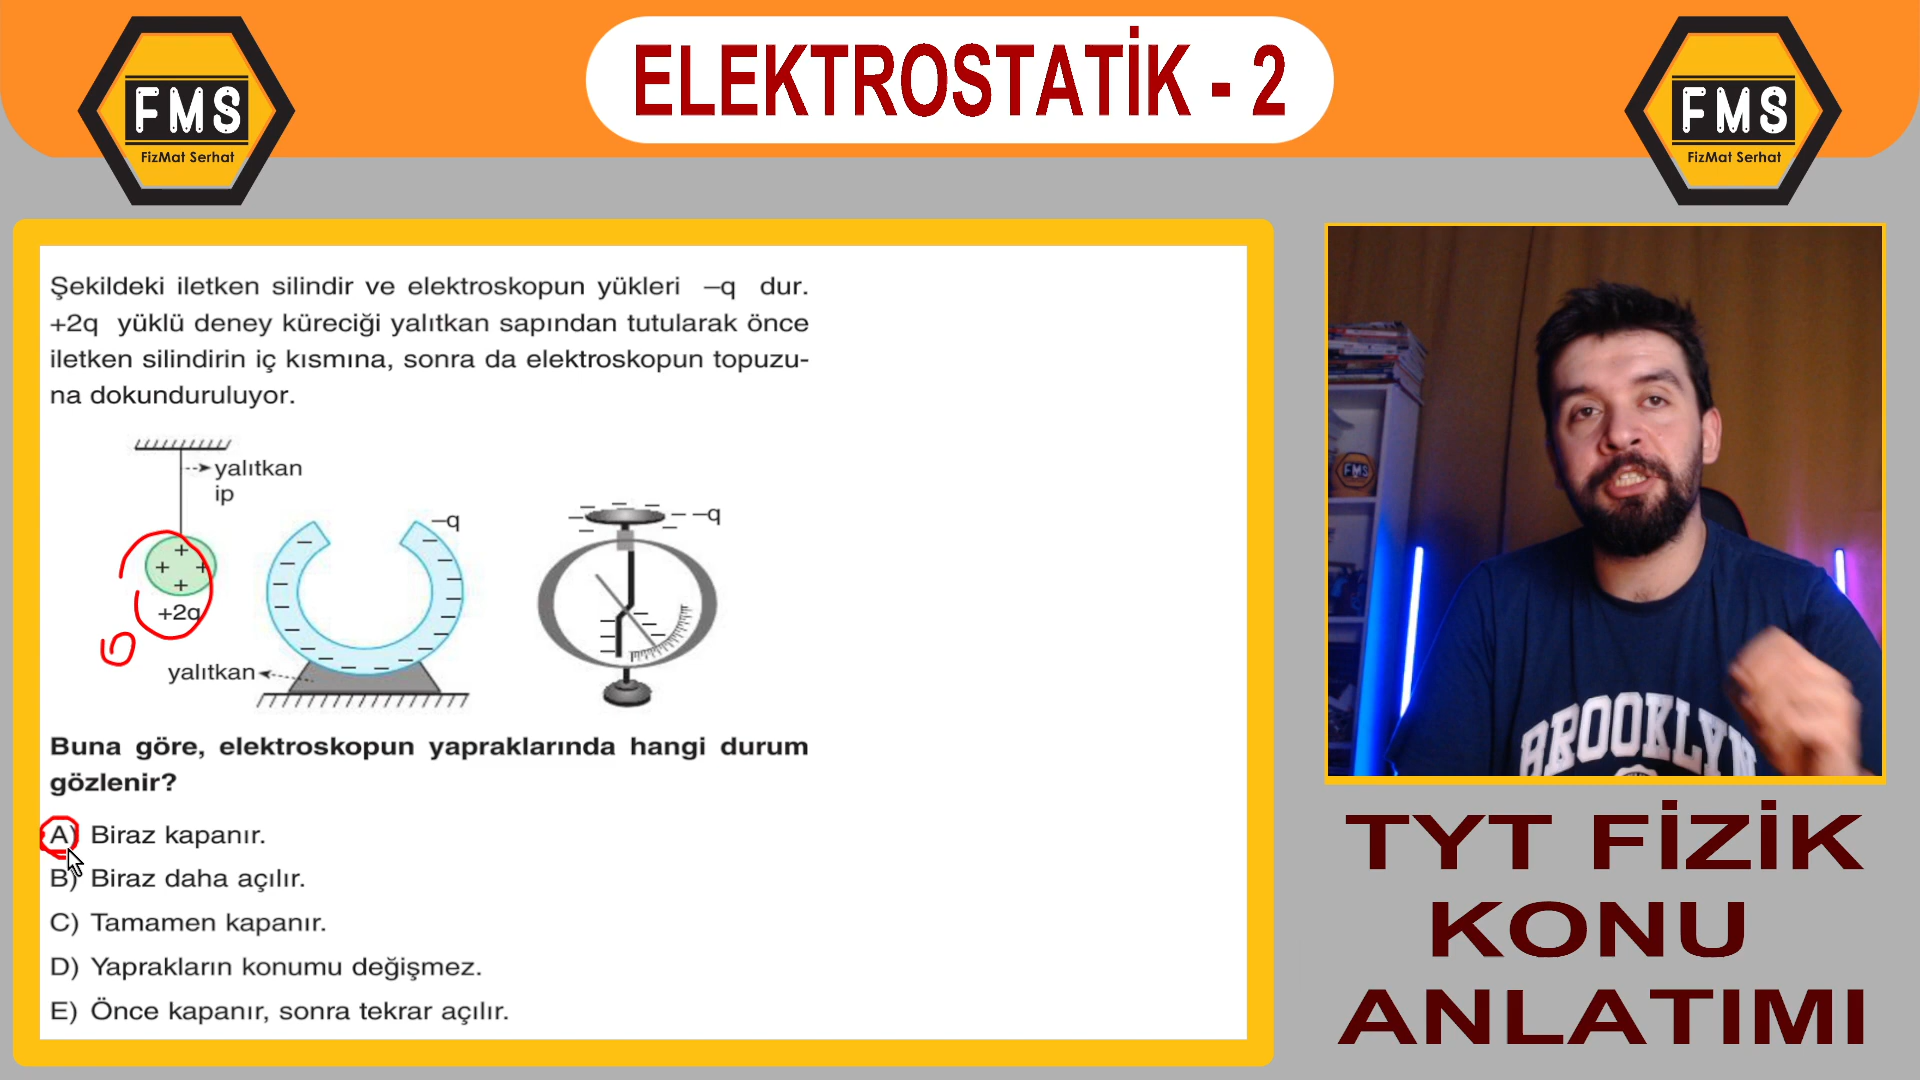 ELEKTROSTATİK - 2
FMS
FizMat Serhat
FMS
FizMat Serhat
Şekildeki iletken silindir ve elektroskopun yükleri –q dur.
+2q yüklü deney küreciği yalıtkan sapından tutularak önce
iletken silindirin iç kısmına, sonra da elektroskopun topuzu-
na dokunduruluyor.
yalıtkan
ip
–q
–q
+2q
yalıtkan
Buna göre, elektroskopun yapraklarında hangi durum
gözlenir?
A) Biraz kapanır.
B) Biraz daha açılır.
C) Tamamen kapanır.
D) Yaprakların konumu değişmez.
E) Önce kapanır, sonra tekrar açılır.
FMS
BROOKLYN
TYT FİZİK
KONU
ANLATIMI